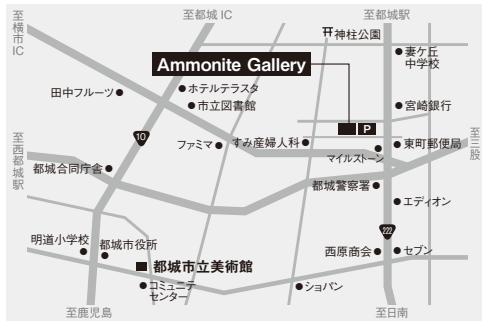 至横市IC
至都城IC
至都城駅
神柱公園
妻ケ丘
中学校
Ammonite Gallery
ホテルテラスタ
田中フルーツ
市立図書館
宮崎銀行
P
10
至西都城駅
ファミマ
すみ産婦人科
東町郵便局
マイルストーン
至三股
都城合同庁舎
都城警察署
エディオン
222
明道小学校
都城市役所
西原商会
セブン
都城市立美術館
コミュニテ
センター
ショパン
至鹿児島
至日南